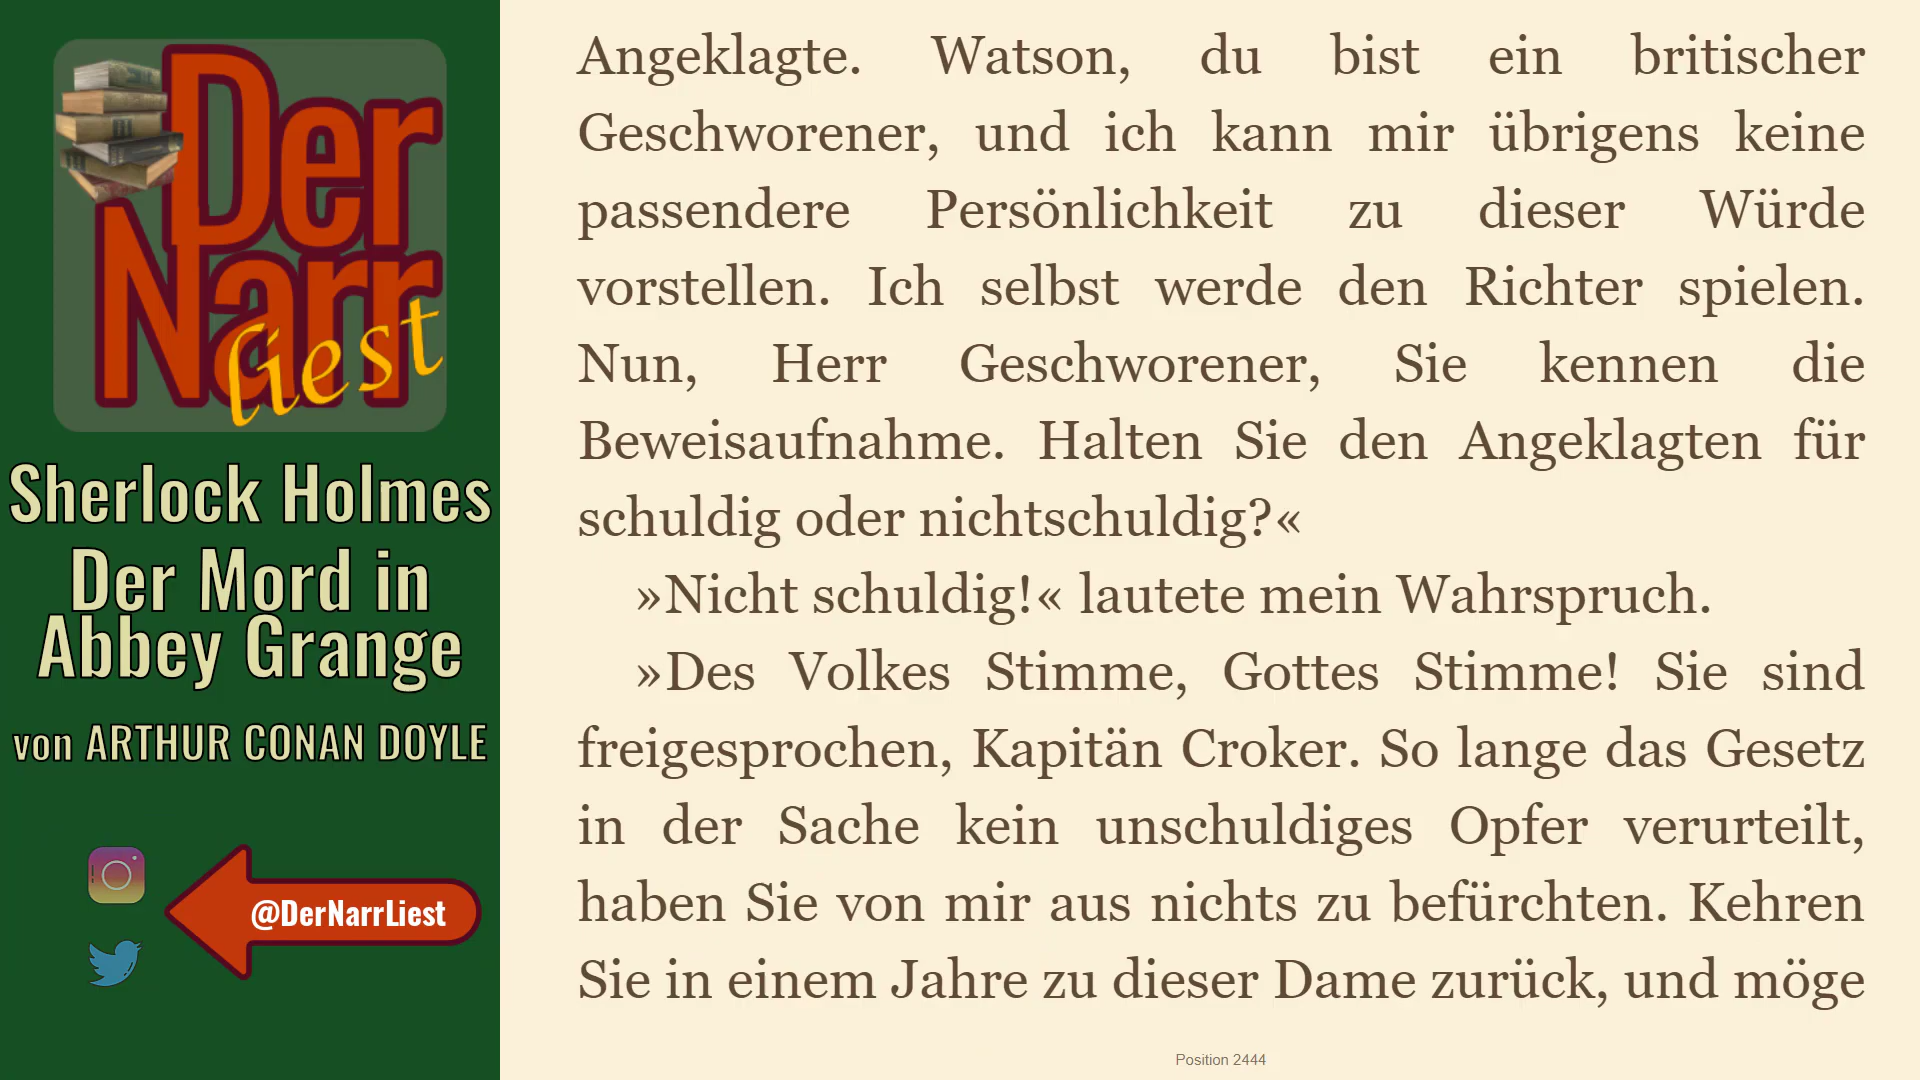 Der
Narr
liest
Sherlock Holmes
Der Mord in
Abbey Grange
von ARTHUR CONAN DOYLE
@DerNarrLiest
Angeklagte. Watson, du bist ein britischer
Geschworener, und ich kann mir übrigens keine
passendere Persönlichkeit zu dieser Würde
vorstellen. Ich selbst werde den Richter spielen.
Nun, Herr Geschworener, Sie kennen die
Beweisaufnahme. Halten Sie den Angeklagten für
schuldig oder nichtschuldig?«
»Nicht schuldig!« lautete mein Wahrspruch.
»Des Volkes Stimme, Gottes Stimme! Sie sind
freigesprochen, Kapitän Croker. So lange das Gesetz
in der Sache kein unschuldiges Opfer verurteilt,
haben Sie von mir aus nichts zu befürchten. Kehren
Sie in einem Jahre zu dieser Dame zurück, und möge
Position 2444